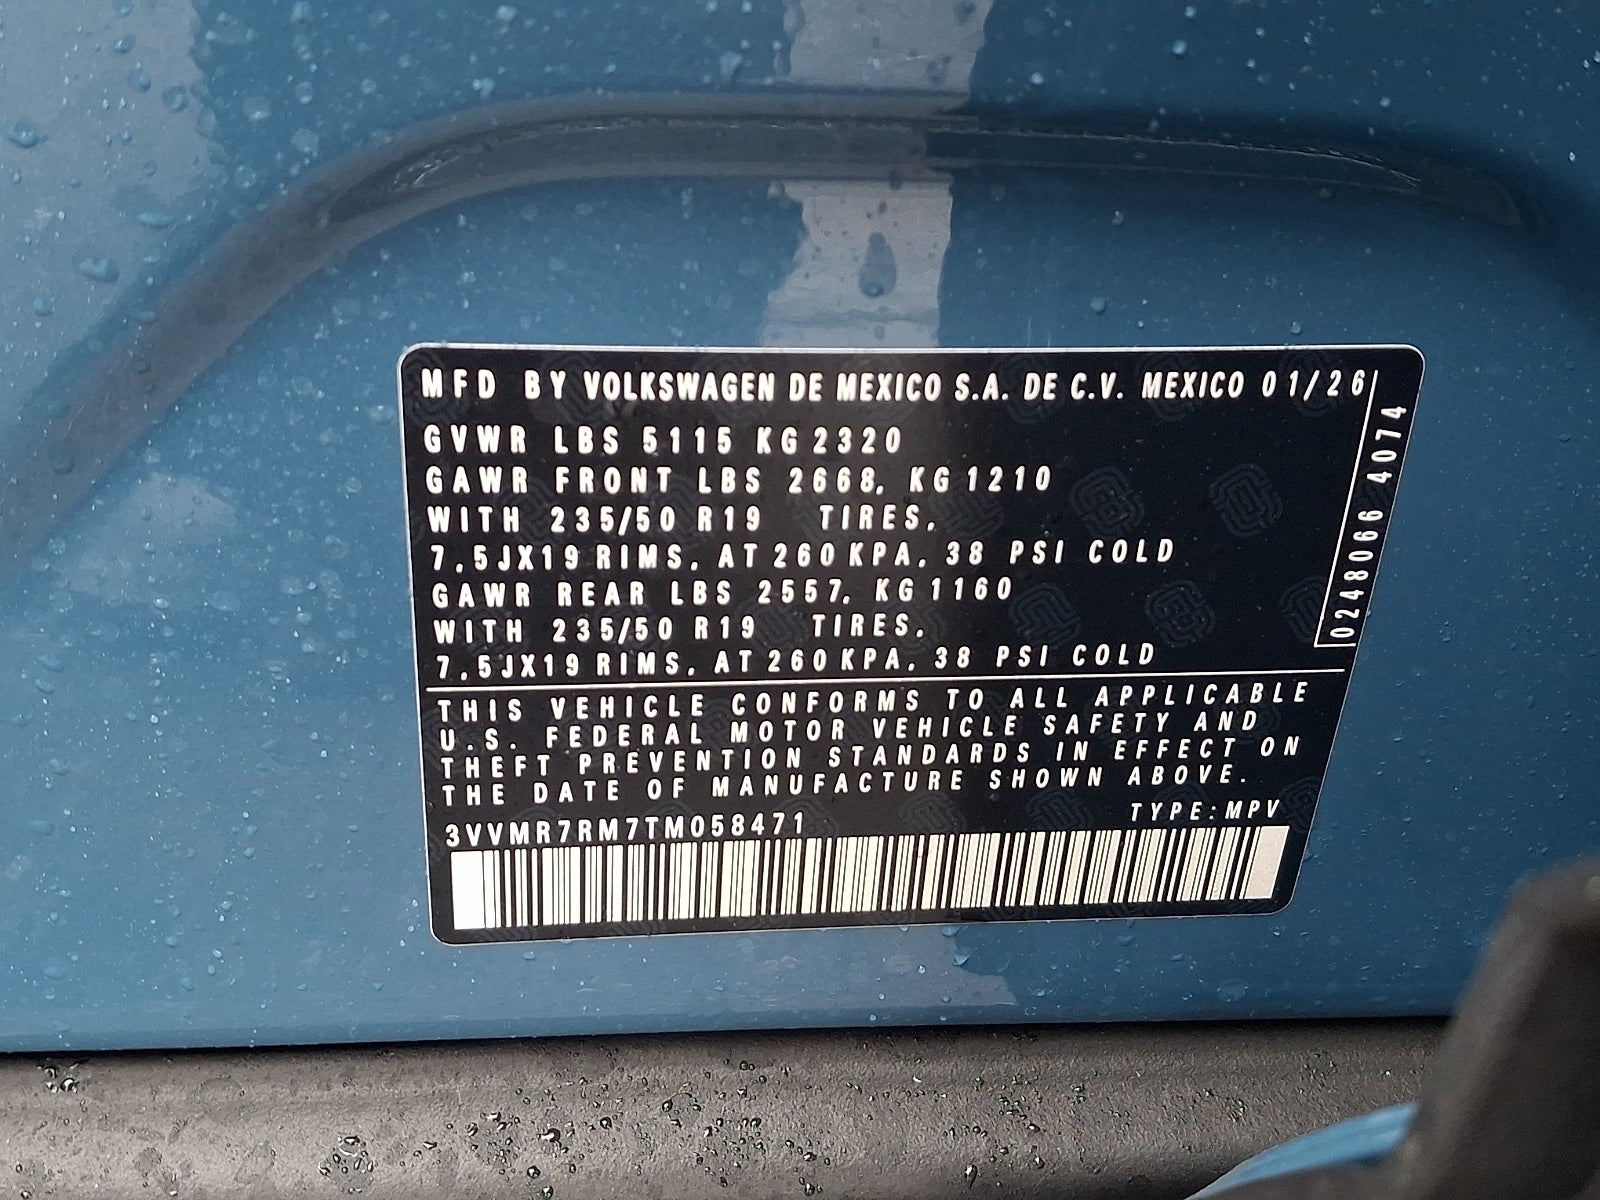 MFD BY VOLKSWAGEN DE MEXICO S.A. DE C.V. MEXICO 01/26
GVWR LBS 5115 KG 2320
GAWR FRONT LBS 2668, KG 1210
WITH 235/50 R19 TIRES,
7,5JX19 RIMS, AT 260 KPA, 38 PSI COLD
GAWR REAR LBS 2557, KG 1160
WITH 235/50 R19 TIRES,
7,5JX19 RIMS, AT 260 KPA, 38 PSI COLD
0248066 4074
THIS VEHICLE CONFORMS TO ALL APPLICABLE
U.S. FEDERAL MOTOR VEHICLE SAFETY AND
THEFT PREVENTION STANDARDS IN EFFECT ON
THE DATE OF MANUFACTURE SHOWN ABOVE.
3VVMR7RM7TM058471
TYPE: MPV